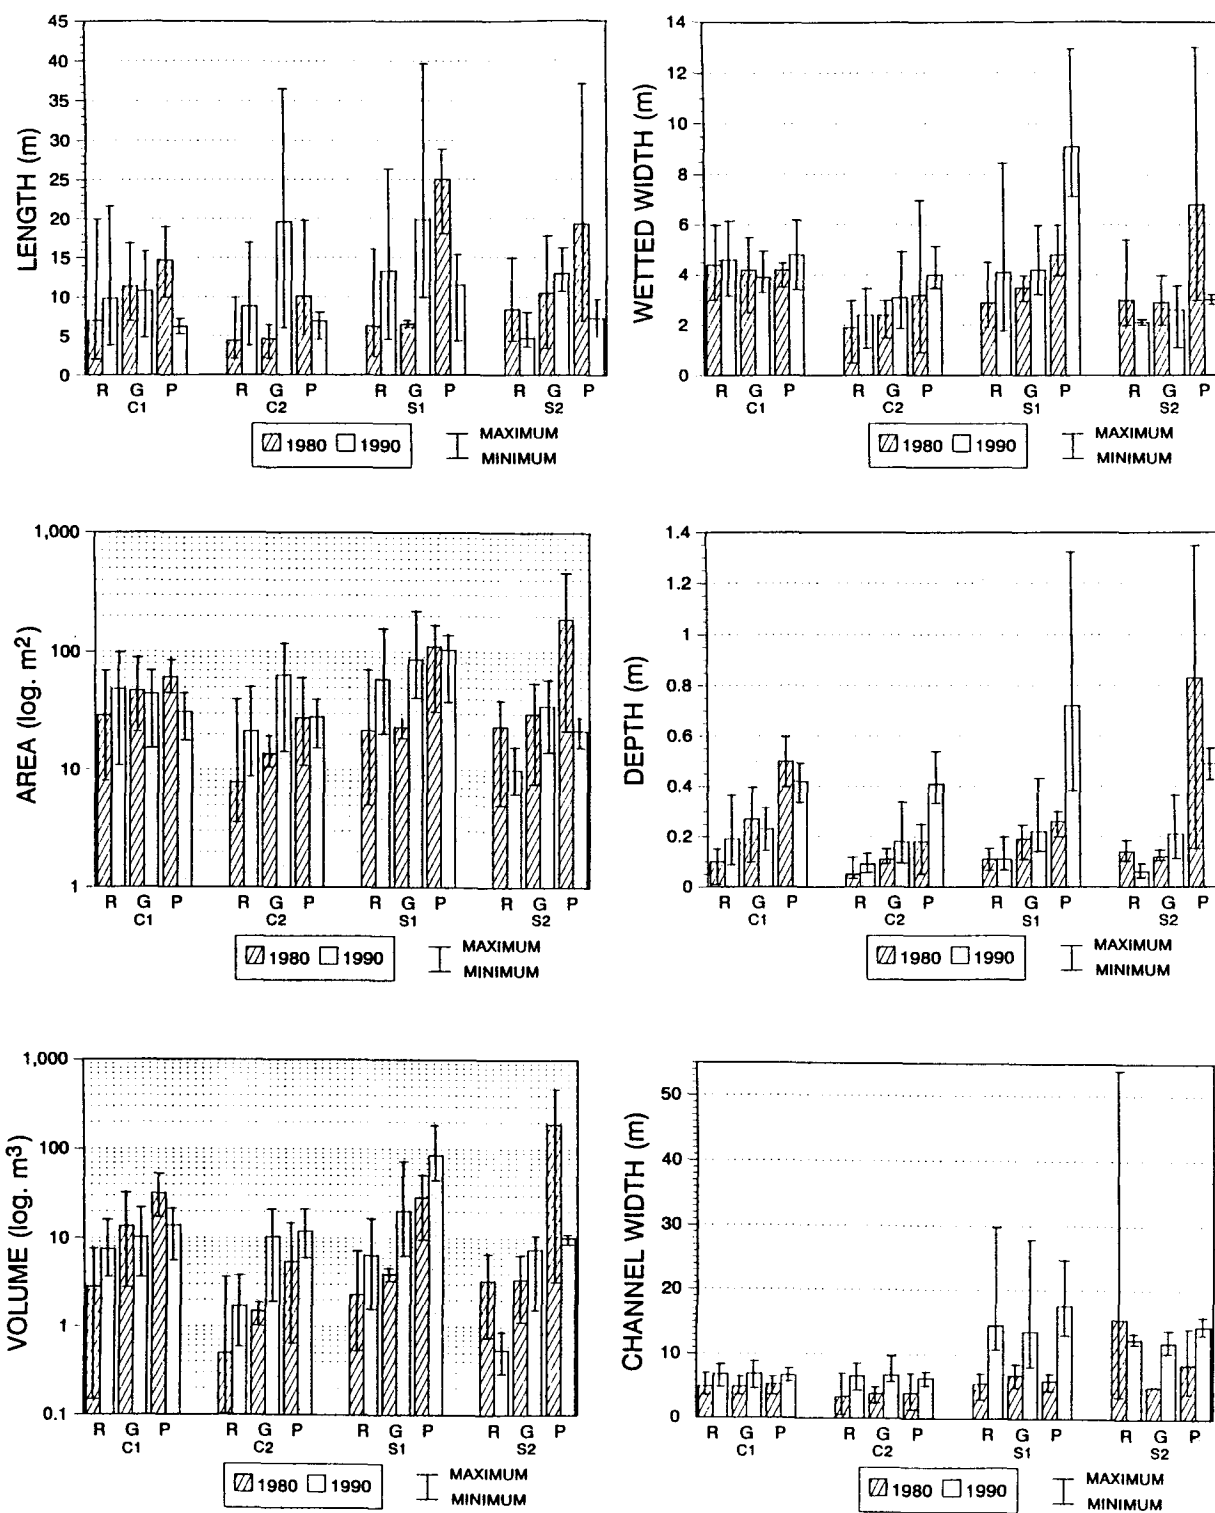 LENGTH (m)
45
40
35
30
25
20
15
10
5
0
R G P R G P R G P R G P
C1 C2 S1 S2
1980 1990 MAXIMUM
MINIMUM
WETTED WIDTH (m)
14
12
10
8
6
4
2
0
R G P R G P R G P R G P
C1 C2 S1 S2
1980 1990 MAXIMUM
MINIMUM
AREA (log. m2)
1,000
100
10
1
R G P R G P R G P R G P
C1 C2 S1 S2
1980 1990 MAXIMUM
MINIMUM
DEPTH (m)
1.4
1.2
1
0.8
0.6
0.4
0.2
0
R G P R G P R G P R G P
C1 C2 S1 S2
1980 1990 MAXIMUM
MINIMUM
VOLUME (log. m3)
1,000
100
10
1
0.1
R G P R G P R G P R G P
C1 C2 S1 S2
1980 1990 MAXIMUM
MINIMUM
CHANNEL WIDTH (m)
50
40
30
20
10
0
R G P R G P R G P R G P
C1 C2 S1 S2
1980 1990 MAXIMUM
MINIMUM